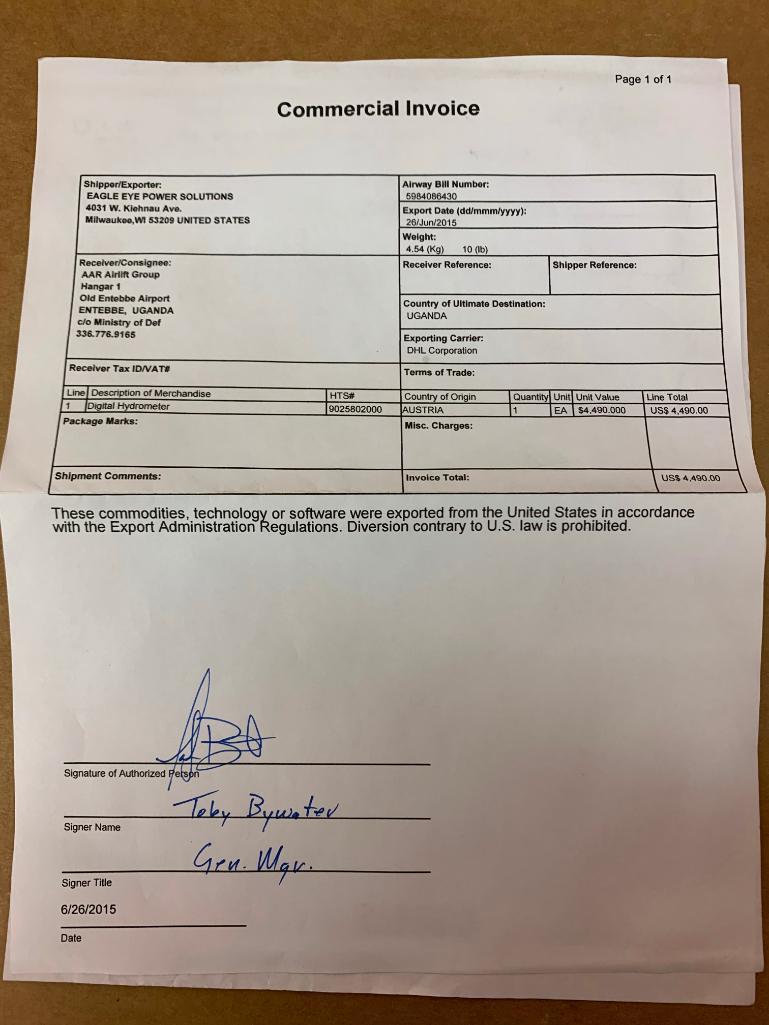 Page 1 of 1
Commercial Invoice
Shipper/Exporter:
EAGLE EYE POWER SOLUTIONS
4031 W. Kiehnau Ave.
Milwaukee,WI 53209 UNITED STATES
Airway Bill Number:
5984086430
Export Date (dd/mmm/yyyy):
26/Jun/2015
Weight:
4.54 (Kg) 10 (lb)
Receiver/Consignee:
AAR Airlift Group
Hangar 1
Old Entebbe Airport
ENTEBBE, UGANDA
c/o Ministry of Def
336.776.9165
Receiver Reference:
Shipper Reference:
Country of Ultimate Destination:
UGANDA
Exporting Carrier:
DHL Corporation
Receiver Tax ID/VAT#
Terms of Trade:
Line Description of Merchandise HTS# Country of Origin Quantity Unit Unit Value Line Total
1 Digital Hydrometer 9025802000 AUSTRIA 1 EA $4,490.000 US$ 4,490.00
Package Marks:
Misc. Charges:
Shipment Comments:
Invoice Total: US$ 4,490.00
These commodities, technology or software were exported from the United States in accordance
with the Export Administration Regulations. Diversion contrary to U.S. law is prohibited.
Signature of Authorized Person
Toby Bywater
Signer Name
Gen. Mgr.
Signer Title
6/26/2015
Date